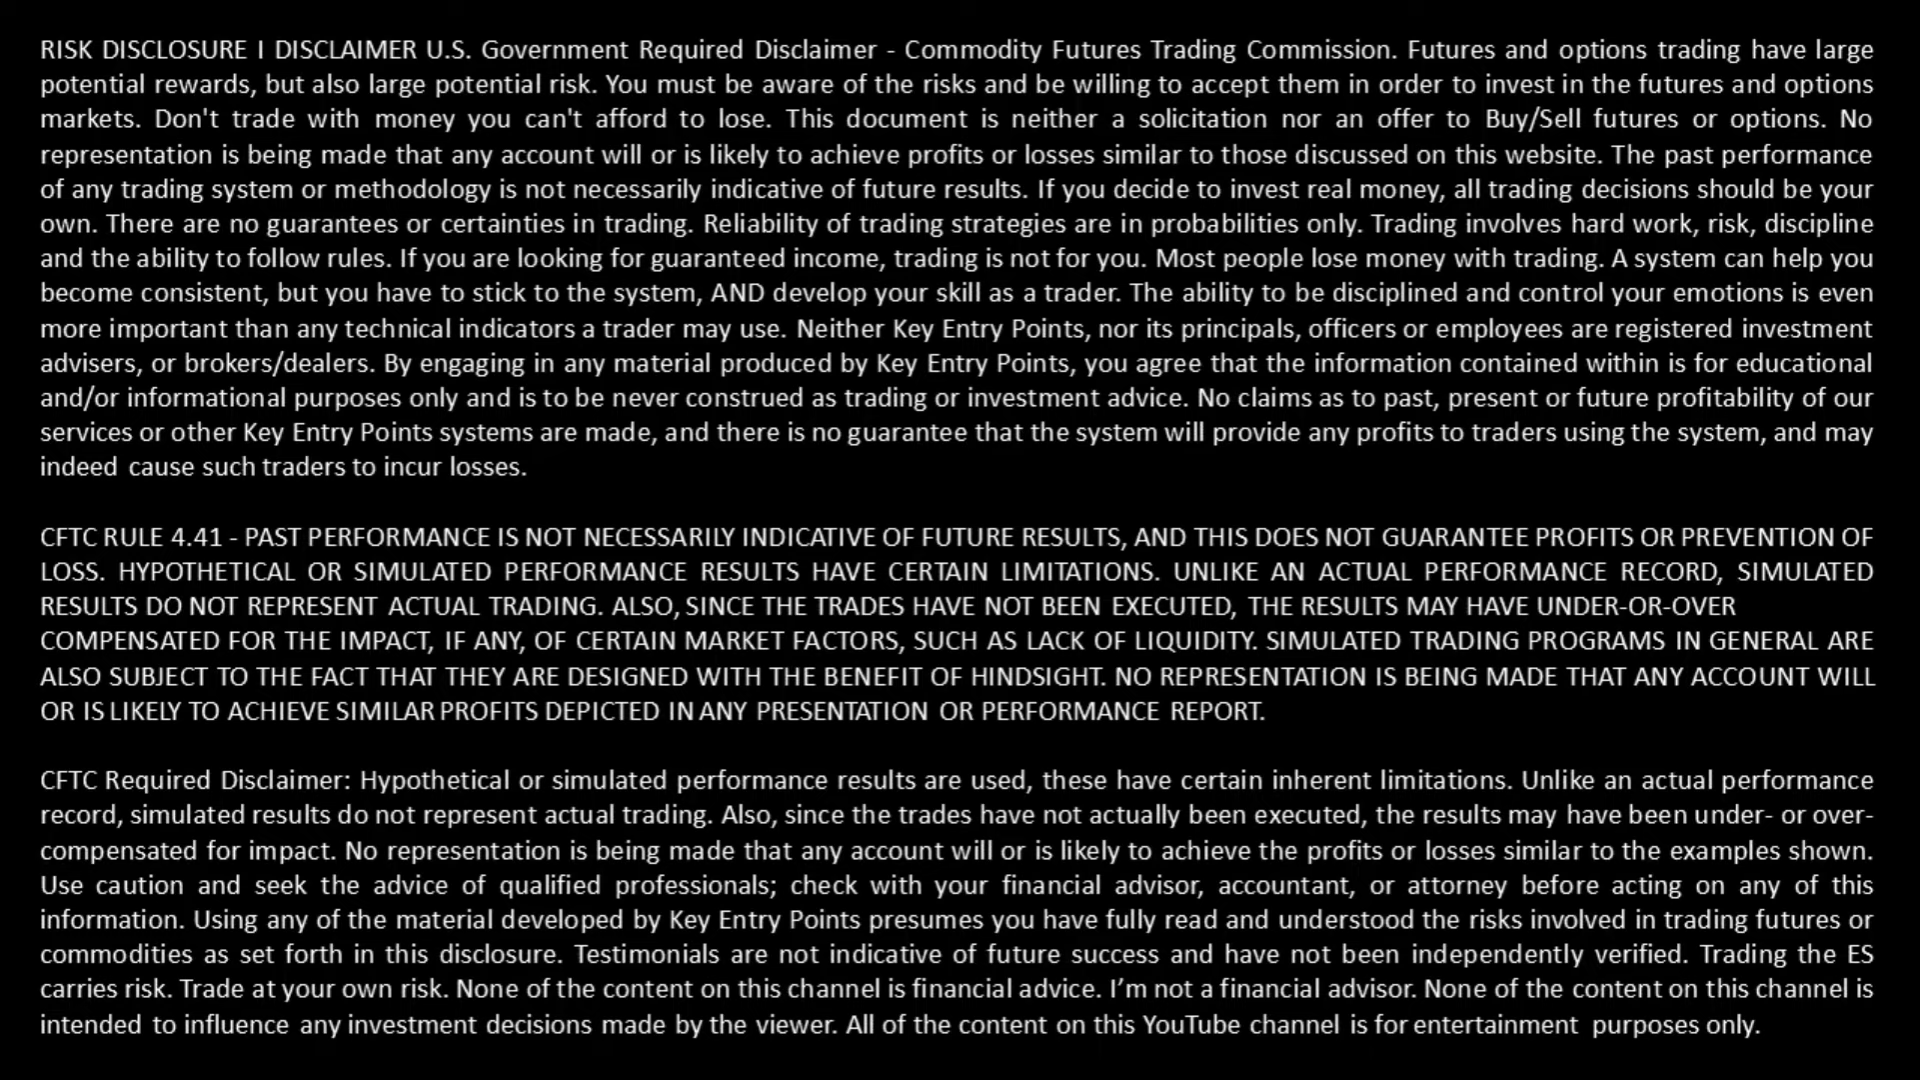 RISK DISCLOSURE I DISCLAIMER U.S. Government Required Disclaimer - Commodity Futures Trading Commission. Futures and options trading have large
potential rewards, but also large potential risk. You must be aware of the risks and be willing to accept them in order to invest in the futures and options
markets. Don't trade with money you can't afford to lose. This document is neither a solicitation nor an offer to Buy/Sell futures or options. No
representation is being made that any account will or is likely to achieve profits or losses similar to those discussed on this website. The past performance
of any trading system or methodology is not necessarily indicative of future results. If you decide to invest real money, all trading decisions should be your
own. There are no guarantees or certainties in trading. Reliability of trading strategies are in probabilities only. Trading involves hard work, risk, discipline
and the ability to follow rules. If you are looking for guaranteed income, trading is not for you. Most people lose money with trading. A system can help you
become consistent, but you have to stick to the system, AND develop your skill as a trader. The ability to be disciplined and control your emotions is even
more important than any technical indicators a trader may use. Neither Key Entry Points, nor its principals, officers or employees are registered investment
advisers, or brokers/dealers. By engaging in any material produced by Key Entry Points, you agree that the information contained within is for educational
and/or informational purposes only and is to be never construed as trading or investment advice. No claims as to past, present or future profitability of our
services or other Key Entry Points systems are made, and there is no guarantee that the system will provide any profits to traders using the system, and may
indeed cause such traders to incur losses.
CFTC RULE 4.41 - PAST PERFORMANCE IS NOT NECESSARILY INDICATIVE OF FUTURE RESULTS, AND THIS DOES NOT GUARANTEE PROFITS OR PREVENTION OF
LOSS. HYPOTHETICAL OR SIMULATED PERFORMANCE RESULTS HAVE CERTAIN LIMITATIONS. UNLIKE AN ACTUAL PERFORMANCE RECORD, SIMULATED
RESULTS DO NOT REPRESENT ACTUAL TRADING. ALSO, SINCE THE TRADES HAVE NOT BEEN EXECUTED, THE RESULTS MAY HAVE UNDER-OR-OVER
COMPENSATED FOR THE IMPACT, IF ANY, OF CERTAIN MARKET FACTORS, SUCH AS LACK OF LIQUIDITY. SIMULATED TRADING PROGRAMS IN GENERAL ARE
ALSO SUBJECT TO THE FACT THAT THEY ARE DESIGNED WITH THE BENEFIT OF HINDSIGHT. NO REPRESENTATION IS BEING MADE THAT ANY ACCOUNT WILL
OR IS LIKELY TO ACHIEVE SIMILAR PROFITS DEPICTED IN ANY PRESENTATION OR PERFORMANCE REPORT.
CFTC Required Disclaimer: Hypothetical or simulated performance results are used, these have certain inherent limitations. Unlike an actual performance
record, simulated results do not represent actual trading. Also, since the trades have not actually been executed, the results may have been under- or over-
compensated for impact. No representation is being made that any account will or is likely to achieve the profits or losses similar to the examples shown.
Use caution and seek the advice of qualified professionals; check with your financial advisor, accountant, or attorney before acting on any of this
information. Using any of the material developed by Key Entry Points presumes you have fully read and understood the risks involved in trading futures or
commodities as set forth in this disclosure. Testimonials are not indicative of future success and have not been independently verified. Trading the ES
carries risk. Trade at your own risk. None of the content on this channel is financial advice. I’m not a financial advisor. None of the content on this channel is
intended to influence any investment decisions made by the viewer. All of the content on this YouTube channel is for entertainment purposes only.